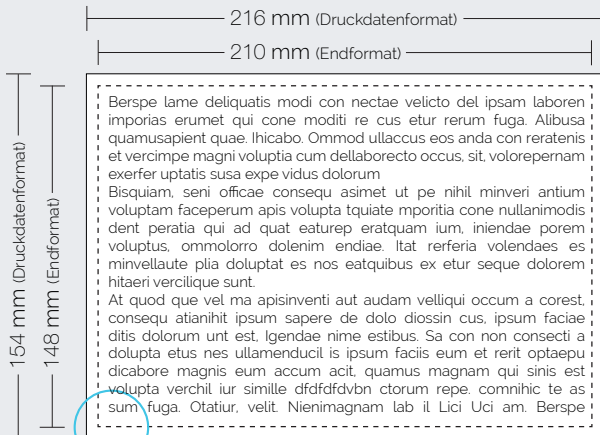 216 mm (Druckdatenformat)
210 mm (Endformat)
154 mm (Druckdatenformat)
148 mm (Endformat)
Berspe lame deliquatis modi con nectae velicto del ipsam laboren
imporias erumet qui cone moditi re cus etur rerum fuga. Alibusa
quamusapient quae. Ihicabo. Ommod ullaccus eos anda con reratenis
et vercimpe magni voluptia cum dellaborecto occus, sit, volorepernam
exerfer uptatis susa expe vidus dolorum
Bisquiam, seni officae consequ asimet ut pe nihil minveri antium
voluptam faceperum apis volupta tquiate mporitia cone nullanimodis
dent peratia qui ad quat eaturep eratquam ium, iniendae porem
voluptus, ommolorro dolenim endiae. Itat rerferia volendaes es
minvellaute plia doluptat es nos eatquibus ex etur seque dolorem
hitaeri vercilique sunt.
At quod que vel ma apisinventi aut audam velliqui occum a corest,
consequ atianihit ipsum sapere de dolo diossin cus, ipsum faciae
ditis dolorum unt est, Igendae nime estibus. Sa con non consecti a
dolupta etus nes ullamenducil is ipsum faciis eum et rerit optaepu
dicabore magnis eum accum acit, quamus magnam qui sinis est
volupta verchil iur simille dfdfdfdvbn ctorum repe. comnihic te as
sum fuga. Otatiur, velit. Nienimagnam lab il Lici Uci am. Berspe